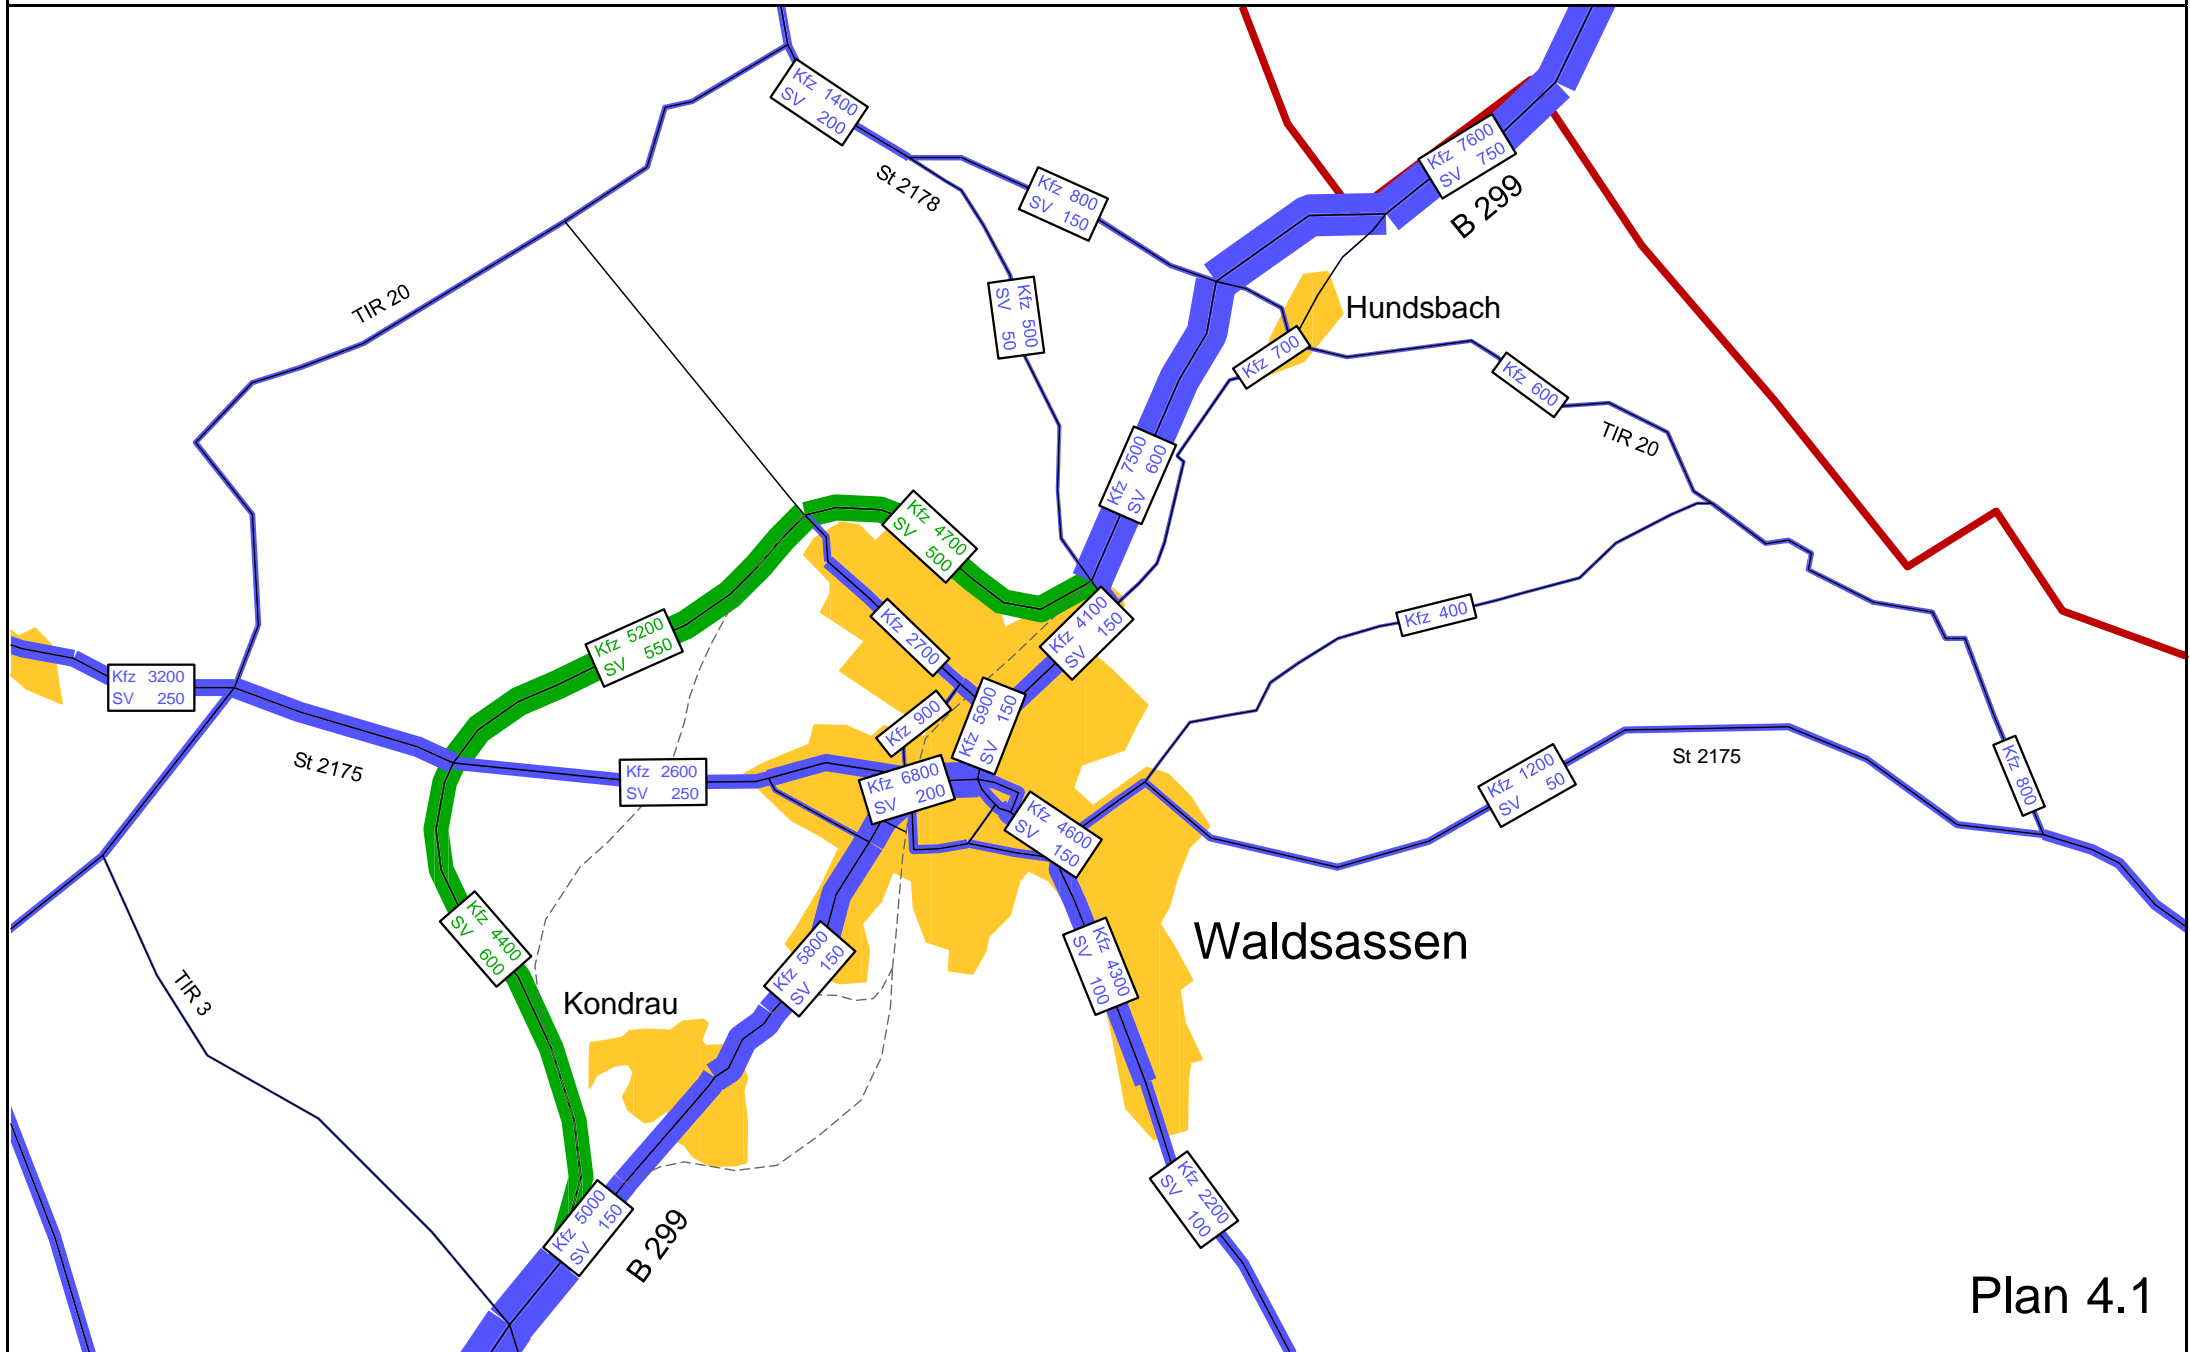 Kfz 1400
SV 200
St 2178
Kfz 800
SV 150
Kfz 7600
SV 750
B 299
Kfz 500
SV 50
TIR 20
Hundsbach
Kfz 700
Kfz 600
TIR 20
Kfz 7500
SV 600
Kfz 4700
SV 500
Kfz 400
Kfz 5200
SV 550
Kfz 2700
Kfz 4100
SV 150
Kfz 3200
SV 250
Kfz 900
Kfz 5900
SV 150
St 2175
Kfz 2600
SV 250
Kfz 6800
SV 200
Kfz 4600
SV 150
Kfz 1200
SV 50
St 2175
Kfz 800
Kfz 4400
SV 600
Kfz 5800
SV 150
Kfz 4300
SV 100
Waldsassen
TIR 3
Kondrau
Kfz 5000
SV 150
B 299
Kfz 2200
SV 100
Plan 4.1